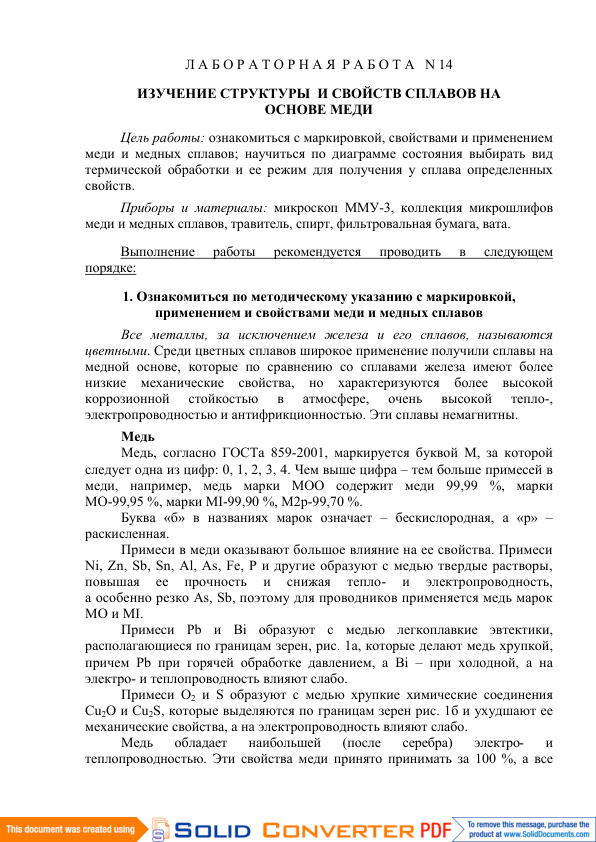 Л А Б О Р А Т О Р Н А Я  Р А Б О Т А   N 14
ИЗУЧЕНИЕ СТРУКТУРЫ  И СВОЙСТВ СПЛАВОВ НА
ОСНОВЕ МЕДИ
Цель работы: ознакомиться с маркировкой, свойствами и применением
меди и медных сплавов; научиться по диаграмме состояния выбирать вид
термической обработки и ее режим для получения у сплава определенных
свойств.
Приборы и материалы: микроскоп ММУ-3, коллекция микрошлифов
меди и медных сплавов, травитель, спирт, фильтровальная бумага, вата.
Выполнение работы рекомендуется проводить в следующем
порядке:
1. Ознакомиться по методическому указанию с маркировкой,
применением и свойствами меди и медных сплавов
Все металлы, за исключением железа и его сплавов, называются
цветными. Среди цветных сплавов широкое применение получили сплавы на
медной основе, которые по сравнению со сплавами железа имеют более
низкие механические свойства, но характеризуются более высокой
коррозионной стойкостью в атмосфере, очень высокой тепло-,
электропроводностью и антифрикционностью. Эти сплавы немагнитны.
Медь
Медь, согласно ГОСТа 859-2001, маркируется буквой М, за которой
следует одна из цифр: 0, 1, 2, 3, 4. Чем выше цифра – тем больше примесей в
меди, например, медь марки МОО содержит меди 99,99 %, марки
МО-99,95 %, марки МI-99,90 %, М2р-99,70 %.
Буква «б» в названиях марок означает – бескислородная, а «р» –
раскисленная.
Примеси в меди оказывают большое влияние на ее свойства. Примеси
Ni, Zn, Sb, Sn, Al, As, Fe, P и другие образуют с медью твердые растворы,
повышая ее прочность и снижая тепло- и электропроводность,
а особенно резко As, Sb, поэтому для проводников применяется медь марок
МО и МI.
Примеси Pb и Bi образуют с медью легкоплавкие эвтектики,
располагающиеся по границам зерен, рис. 1а, которые делают медь хрупкой,
причем Pb при горячей обработке давлением, а Bi – при холодной, а на
электро- и теплопроводность влияют слабо.
Примеси O2 и S образуют с медью хрупкие химические соединения
Cu2O и Cu2S, которые выделяются по границам зерен рис. 1б и ухудшают ее
механические свойства, а на электропроводность влияют слабо.
Медь обладает наибольшей (после серебра) электро- и
теплопроводностью. Эти свойства меди принято принимать за 100 %, а все
This document was created using
SOLID CONVERTER PDF
To remove this message, purchase the
product at www.SolidDocuments.com